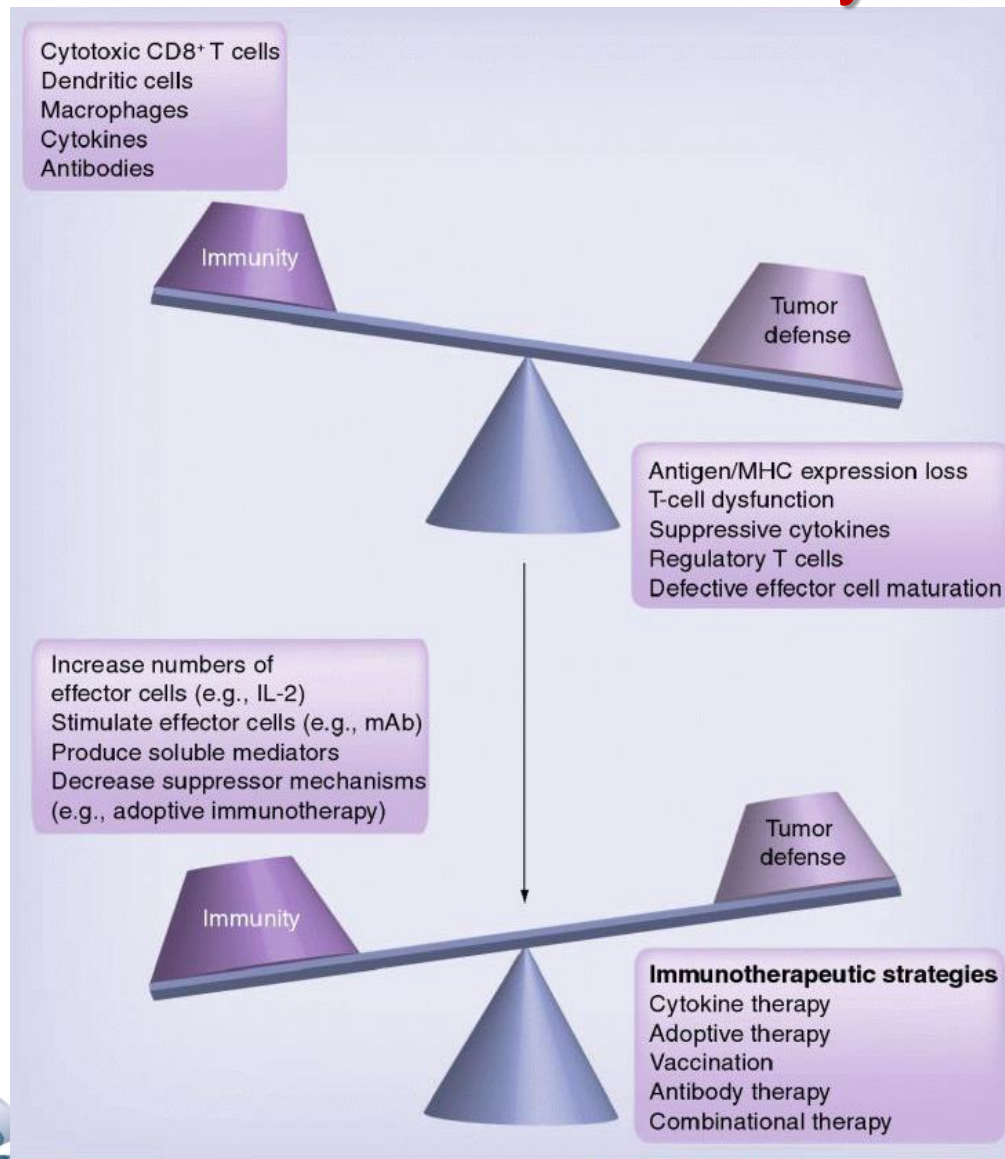 Cytotoxic CD8⁺ T cells
Dendritic cells
Macrophages
Cytokines
Antibodies
Immunity
Tumor
defense
Antigen/MHC expression loss
T-cell dysfunction
Suppressive cytokines
Regulatory T cells
Defective effector cell maturation
Increase numbers of
effector cells (e.g., IL-2)
Stimulate effector cells (e.g., mAb)
Produce soluble mediators
Decrease suppressor mechanisms
(e.g., adoptive immunotherapy)
Immunity
Tumor
defense
Immunotherapeutic strategies
Cytokine therapy
Adoptive therapy
Vaccination
Antibody therapy
Combinational therapy